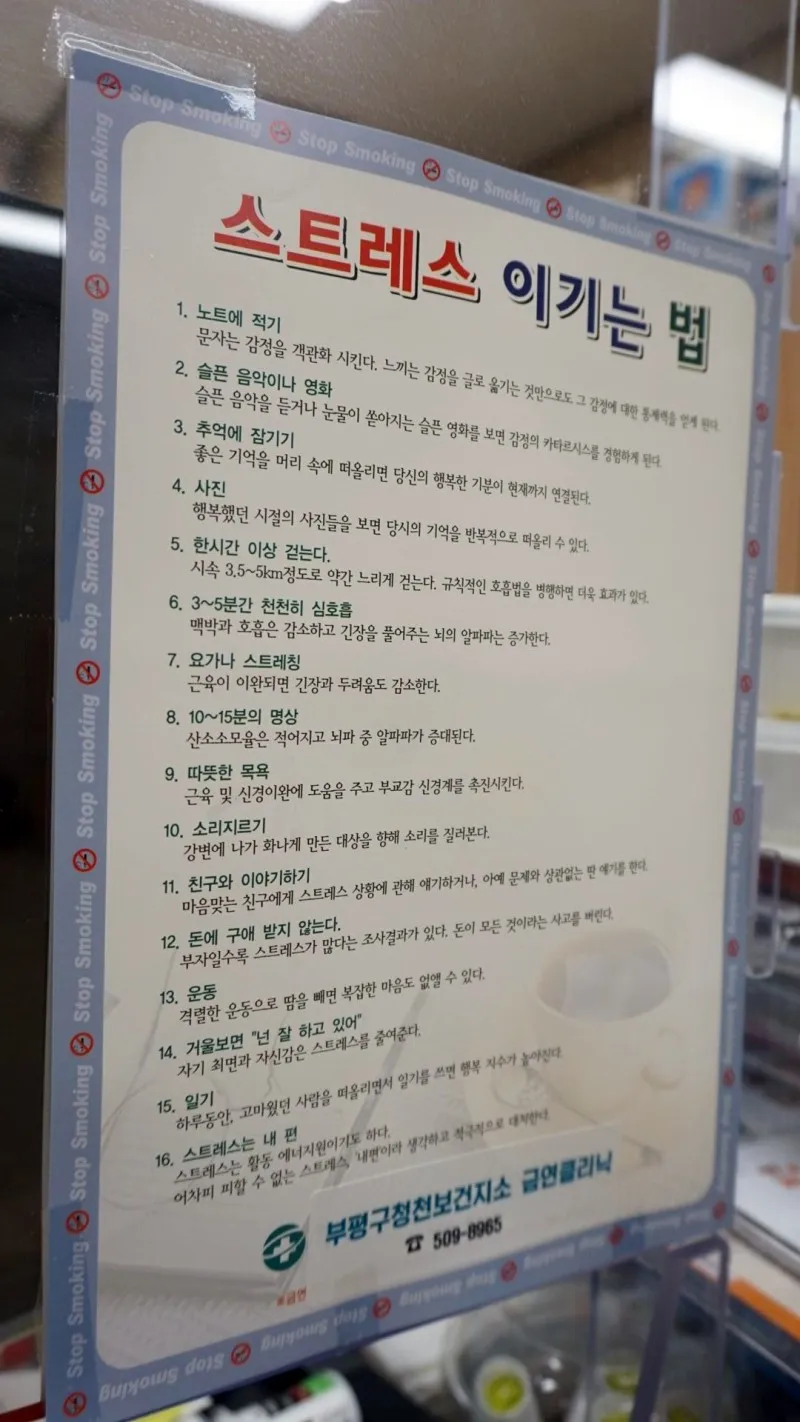 Stop Smoking Stop Smoking Stop Smoking Stop Smoking Stop Smoking
스트레스 이기는 법
1. 노트에 적기
문자는 감정을 객관화 시킨다. 느끼는 감정을 글로 옮기는 것만으로도 그 감정에 대한 통제력을 얻게 된다.
2. 슬픈 음악이나 영화
슬픈 음악을 듣거나 눈물이 쏟아지는 슬픈 영화를 보면 감정의 카타르시스를 경험하게 된다.
3. 추억에 잠기기
좋은 기억을 머리 속에 떠올리면 당신의 행복한 기분이 현재까지 연결된다.
4. 사진
행복했던 시절의 사진들을 보면 당시의 기억을 반복적으로 떠올리 수 있다.
5. 한시간 이상 걷는다.
시속 3.5~5km정도로 약간 느리게 걷는다. 규칙적인 호흡법을 병행하면 더욱 효과가 있다.
6. 3~5분간 천천히 심호흡
맥박과 호흡은 감소하고 긴장을 풀어주는 뇌의 알파파는 증가한다.
7. 요가나 스트레칭
근육이 이완되면 긴장과 두려움도 감소한다.
8. 10~15분의 명상
산소소모율은 적어지고 뇌파 중 알파파가 증대된다.
9. 따뜻한 목욕
근육 및 신경이완에 도움을 주고 부교감 신경계를 촉진시킨다.
10. 소리지르기
강변에 나가 화나게 만든 대상을 향해 소리를 질러본다.
11. 친구와 이야기하기
마음맞는 친구에게 스트레스 상황에 관해 얘기하거나, 아예 문제와 상관없는 딴 얘기를 한다.
12. 돈에 구애 받지 않는다.
부자일수록 스트레스가 많다는 조사결과가 있다. 돈이 모든 것이라는 사고를 버린다.
13. 운동
격렬한 운동으로 땀을 빼면 복잡한 마음도 없앨 수 있다.
14. 거울보면 "넌 잘 하고 있어"
자기 최면과 자신감은 스트레스를 줄여준다.
15. 일기
하루동안, 고마웠던 사람을 떠올리면서 일기를 쓰면 행복 지수가 높아진다.
16. 스트레스는 내 편
스트레스는 활동 에너지원이기도 하다.
어차피 피할 수 없는 스트레스, '내편'이라 생각하고 적극적으로 대처한다.
부평구청천보건지소 금연클리닉
☎ 509-8965
Stop Smoking Stop Smoking Stop Smoking Stop Smoking Stop Smoking Stop Smoking Stop Smoking
Stop Smoking Stop Smoking Stop Smoking